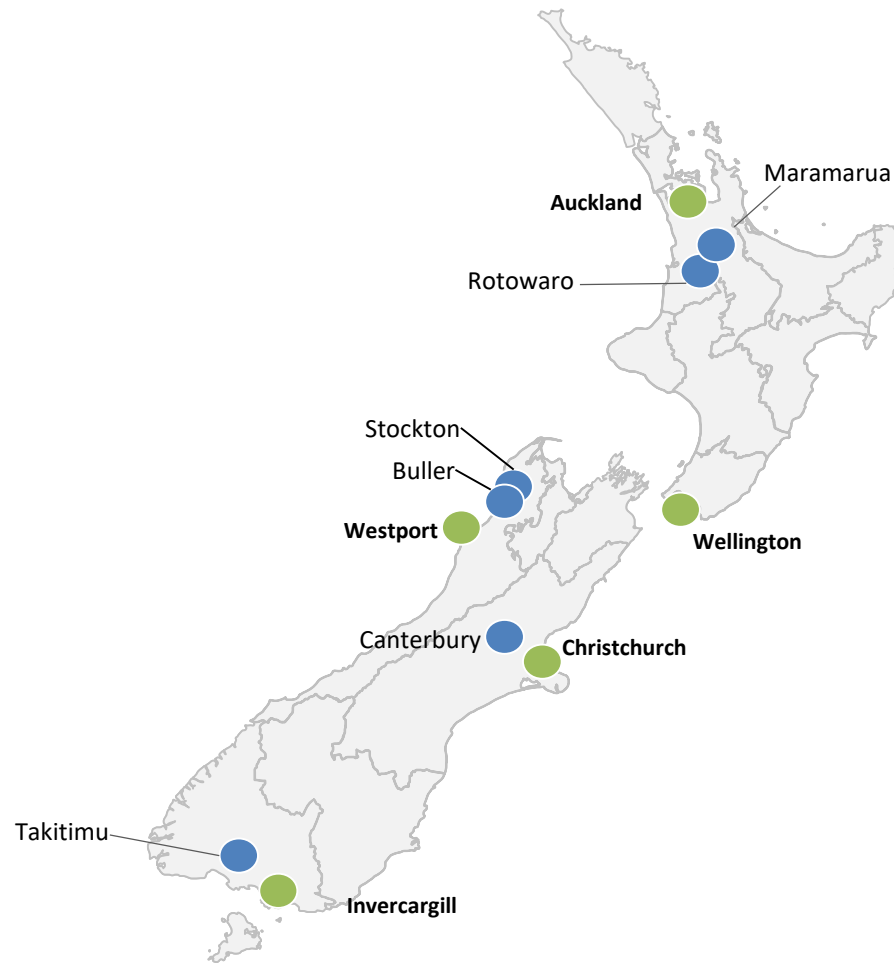 Maramarua
Auckland
Rotowaro
Stockton
Buller
Westport
Wellington
Canterbury
Christchurch
Takitimu
Invercargill